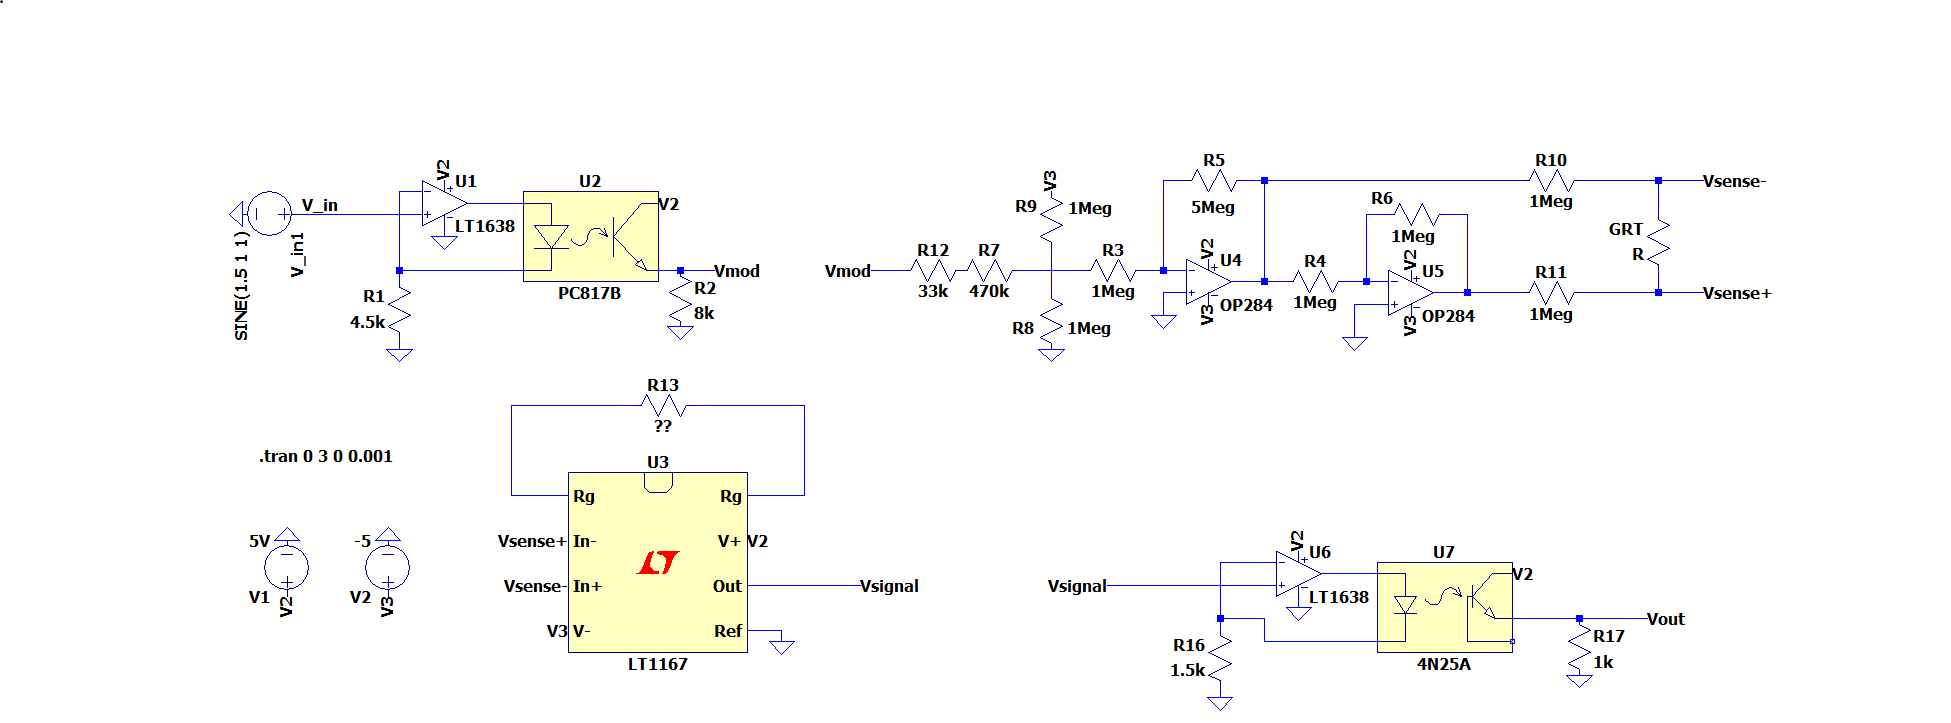 V2
U1
U2
V_in
V2
LT1638
SINE(1.5 1 1)
V_in1
Vmod
R1
4.5k
PC817B
R2
8k
V3
R9
1Meg
Vmod
R12
33k
R7
470k
R3
1Meg
R8
1Meg
R5
5Meg
V2
U4
V3
OP284
R4
1Meg
R6
1Meg
V2
U5
V3
OP284
R10
1Meg
Vsense-
GRT
R
R11
1Meg
Vsense+
R13
??
.tran 0 3 0 0.001
U3
Rg
Rg
Vsense+
In-
V+
V2
Vsense-
In+
Out
Vsignal
V3
V-
Ref
LT1167
5V
V1
V2
-5
V2
V3
V2
U6
U7
V2
Vsignal
LT1638
Vout
R16
1.5k
4N25A
R17
1k